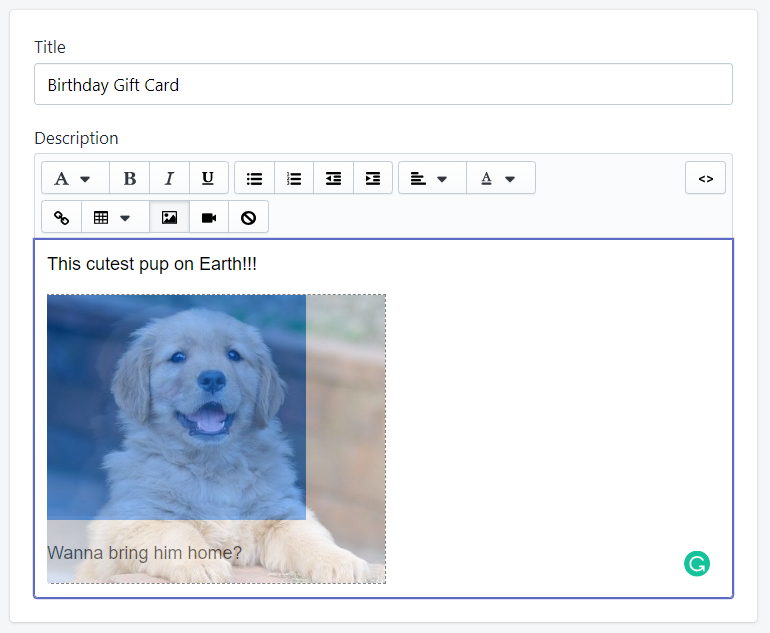 Title
Birthday Gift Card
Description
A B I U A <>
This cutest pup on Earth!!!
Wanna bring him home?